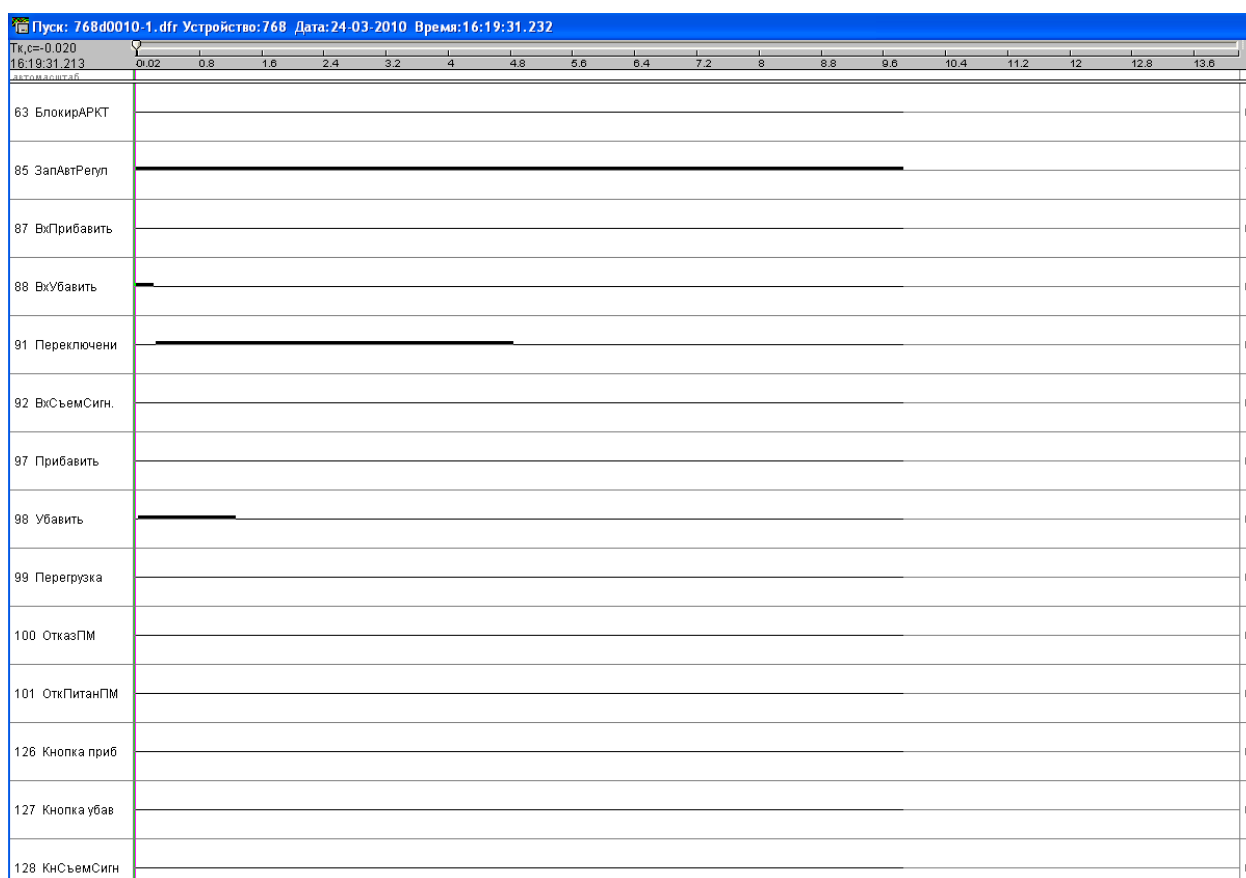 Пуск: 768d0010-1.dfr Устройство:768 Дата:24-03-2010 Время:16:19:31.232
Тк,с=-0.020
16:19:31.213 0.02 0.8 1.6 2.4 3.2 4 4.8 5.6 6.4 7.2 8 8.8 9.6 10.4 11.2 12 12.8 13.6
автомасштаб
63 БлокирАРКТ
85 ЗапАвтРегул
87 ВхПрибавить
88 ВхУбавить
91 Переключени
92 ВхСъемСигн.
97 Прибавить
98 Убавить
99 Перегрузка
100 ОтказПМ
101 ОткПитанПМ
126 Кнопка приб
127 Кнопка убав
128 КнСъемСигн